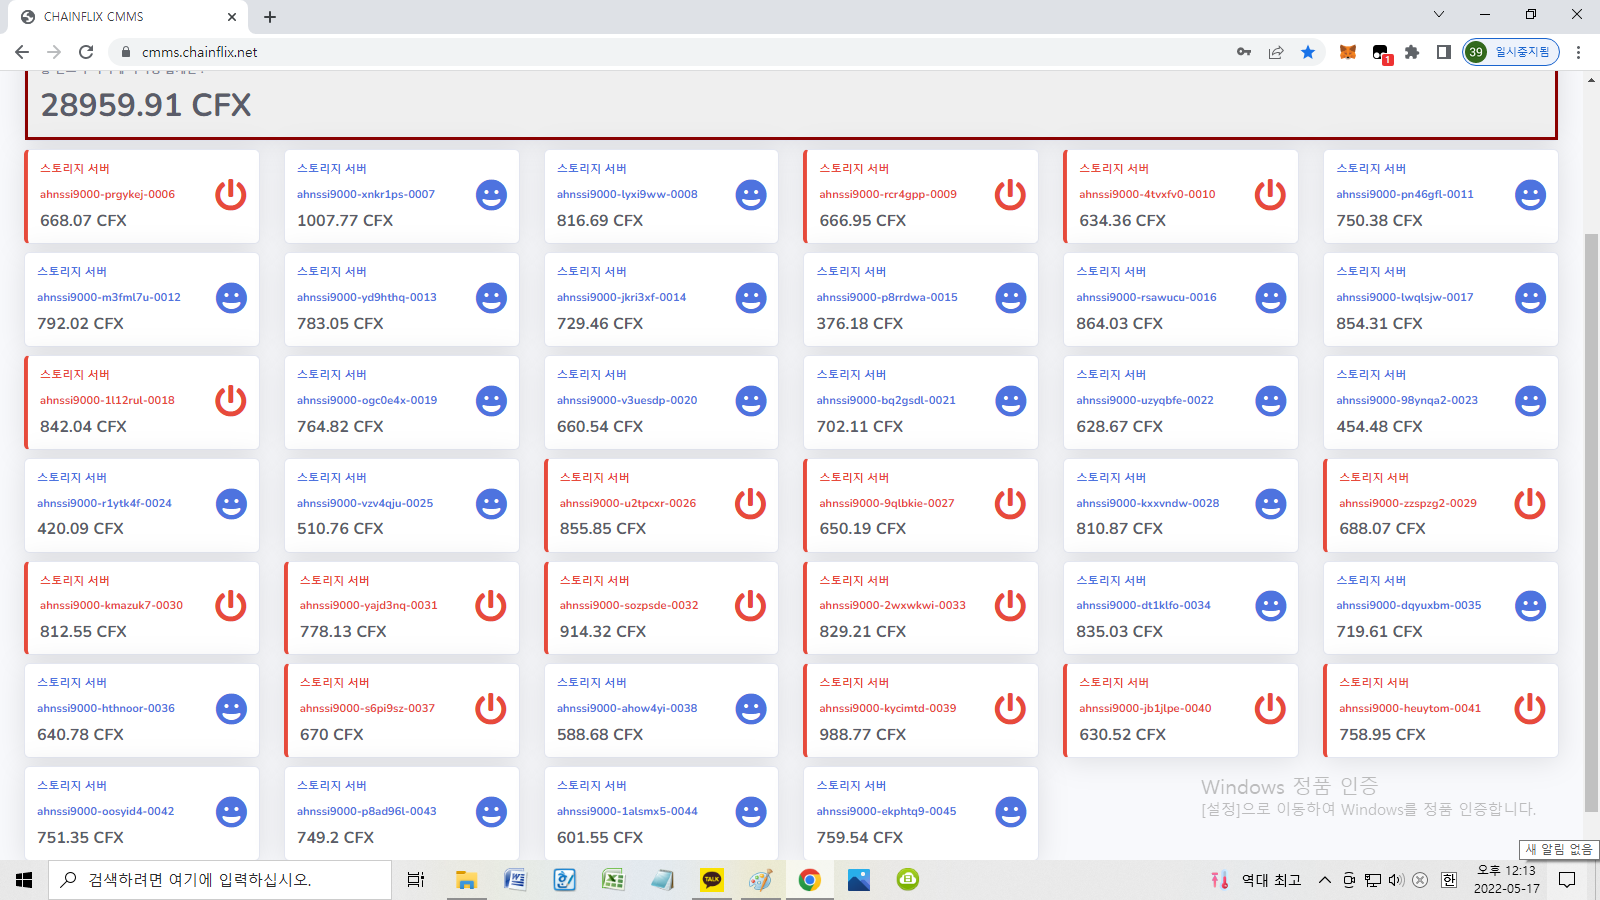 CHAINFLIX CMMS
cmms.chainflix.net
1
39
일시중지됨
28959.91 CFX
스토리지 서버
ahnssi9000-prgykej-0006
668.07 CFX
스토리지 서버
ahnssi9000-xnkr1ps-0007
1007.77 CFX
스토리지 서버
ahnssi9000-lyxi9ww-0008
816.69 CFX
스토리지 서버
ahnssi9000-rcr4gpp-0009
666.95 CFX
스토리지 서버
ahnssi9000-4tvxfv0-0010
634.36 CFX
스토리지 서버
ahnssi9000-pn46gfl-0011
750.38 CFX
스토리지 서버
ahnssi9000-m3fml7u-0012
792.02 CFX
스토리지 서버
ahnssi9000-yd9hthq-0013
783.05 CFX
스토리지 서버
ahnssi9000-jkri3xf-0014
729.46 CFX
스토리지 서버
ahnssi9000-p8rrdwa-0015
376.18 CFX
스토리지 서버
ahnssi9000-rsawucu-0016
864.03 CFX
스토리지 서버
ahnssi9000-lwqlsjw-0017
854.31 CFX
스토리지 서버
ahnssi9000-1l12rul-0018
842.04 CFX
스토리지 서버
ahnssi9000-ogc0e4x-0019
764.82 CFX
스토리지 서버
ahnssi9000-v3uesdp-0020
660.54 CFX
스토리지 서버
ahnssi9000-bq2gsdl-0021
702.11 CFX
스토리지 서버
ahnssi9000-uzyqbfe-0022
628.67 CFX
스토리지 서버
ahnssi9000-98ynqa2-0023
454.48 CFX
스토리지 서버
ahnssi9000-r1ytk4f-0024
420.09 CFX
스토리지 서버
ahnssi9000-vzv4qju-0025
510.76 CFX
스토리지 서버
ahnssi9000-u2tpcxr-0026
855.85 CFX
스토리지 서버
ahnssi9000-9qlbkie-0027
650.19 CFX
스토리지 서버
ahnssi9000-kxxvndw-0028
810.87 CFX
스토리지 서버
ahnssi9000-zzspzg2-0029
688.07 CFX
스토리지 서버
ahnssi9000-kmazuk7-0030
812.55 CFX
스토리지 서버
ahnssi9000-yajd3nq-0031
778.13 CFX
스토리지 서버
ahnssi9000-sozpsde-0032
914.32 CFX
스토리지 서버
ahnssi9000-2wxwkwi-0033
829.21 CFX
스토리지 서버
ahnssi9000-dt1klfo-0034
835.03 CFX
스토리지 서버
ahnssi9000-dqyuxbm-0035
719.61 CFX
스토리지 서버
ahnssi9000-hthnoor-0036
640.78 CFX
스토리지 서버
ahnssi9000-s6pi9sz-0037
670 CFX
스토리지 서버
ahnssi9000-ahow4yi-0038
588.68 CFX
스토리지 서버
ahnssi9000-kycimtd-0039
988.77 CFX
스토리지 서버
ahnssi9000-jb1jlpe-0040
630.52 CFX
스토리지 서버
ahnssi9000-heuytom-0041
758.95 CFX
스토리지 서버
ahnssi9000-oosyid4-0042
751.35 CFX
스토리지 서버
ahnssi9000-p8ad96l-0043
749.2 CFX
스토리지 서버
ahnssi9000-1alsmx5-0044
601.55 CFX
스토리지 서버
ahnssi9000-ekphtq9-0045
759.54 CFX
Windows 정품 인증
[설정]으로 이동하여 Windows를 정품 인증합니다.
새 알림 없음
검색하려면 여기에 입력하십시오.
TALK
역대 최고
한
오후 12:13
2022-05-17